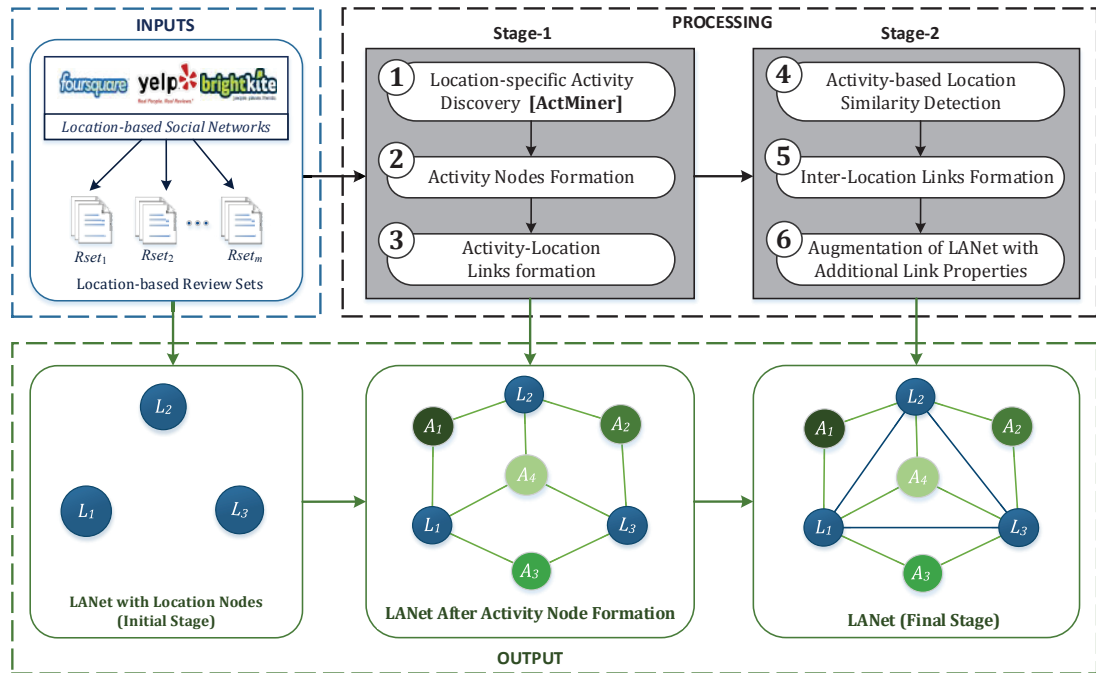 INPUTS
foursquare
yelp
Real People. Real Reviews.
brightkite
people. places. friends.
Location-based Social Networks
Rset1
Rset2
...
Rsetm
Location-based Review Sets
PROCESSING
Stage-1
1
Location-specific Activity
Discovery [ActMiner]
2
Activity Nodes Formation
3
Activity-Location
Links formation
Stage-2
4
Activity-based Location
Similarity Detection
5
Inter-Location Links Formation
6
Augmentation of LANet with
Additional Link Properties
L2
L1
L3
LANet with Location Nodes
(Initial Stage)
L2
A1
A2
A4
L1
L3
A3
LANet After Activity Node Formation
L2
A1
A2
A4
L1
L3
A3
LANet (Final Stage)
OUTPUT